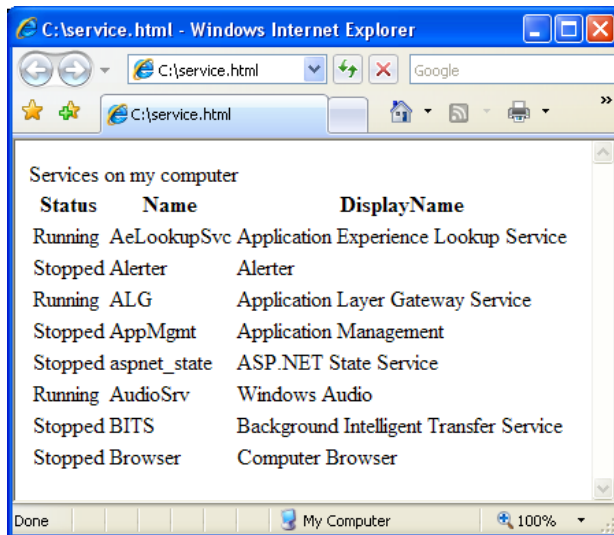 C:\service.html - Windows Internet Explorer
C:\service.html
Google
C:\service.html
»
Services on my computer
Status Name DisplayName
Running AeLookupSvc Application Experience Lookup Service
Stopped Alerter Alerter
Running ALG Application Layer Gateway Service
Stopped AppMgmt Application Management
Stopped aspnet_state ASP.NET State Service
Running AudioSrv Windows Audio
Stopped BITS Background Intelligent Transfer Service
Stopped Browser Computer Browser
Done My Computer 100%